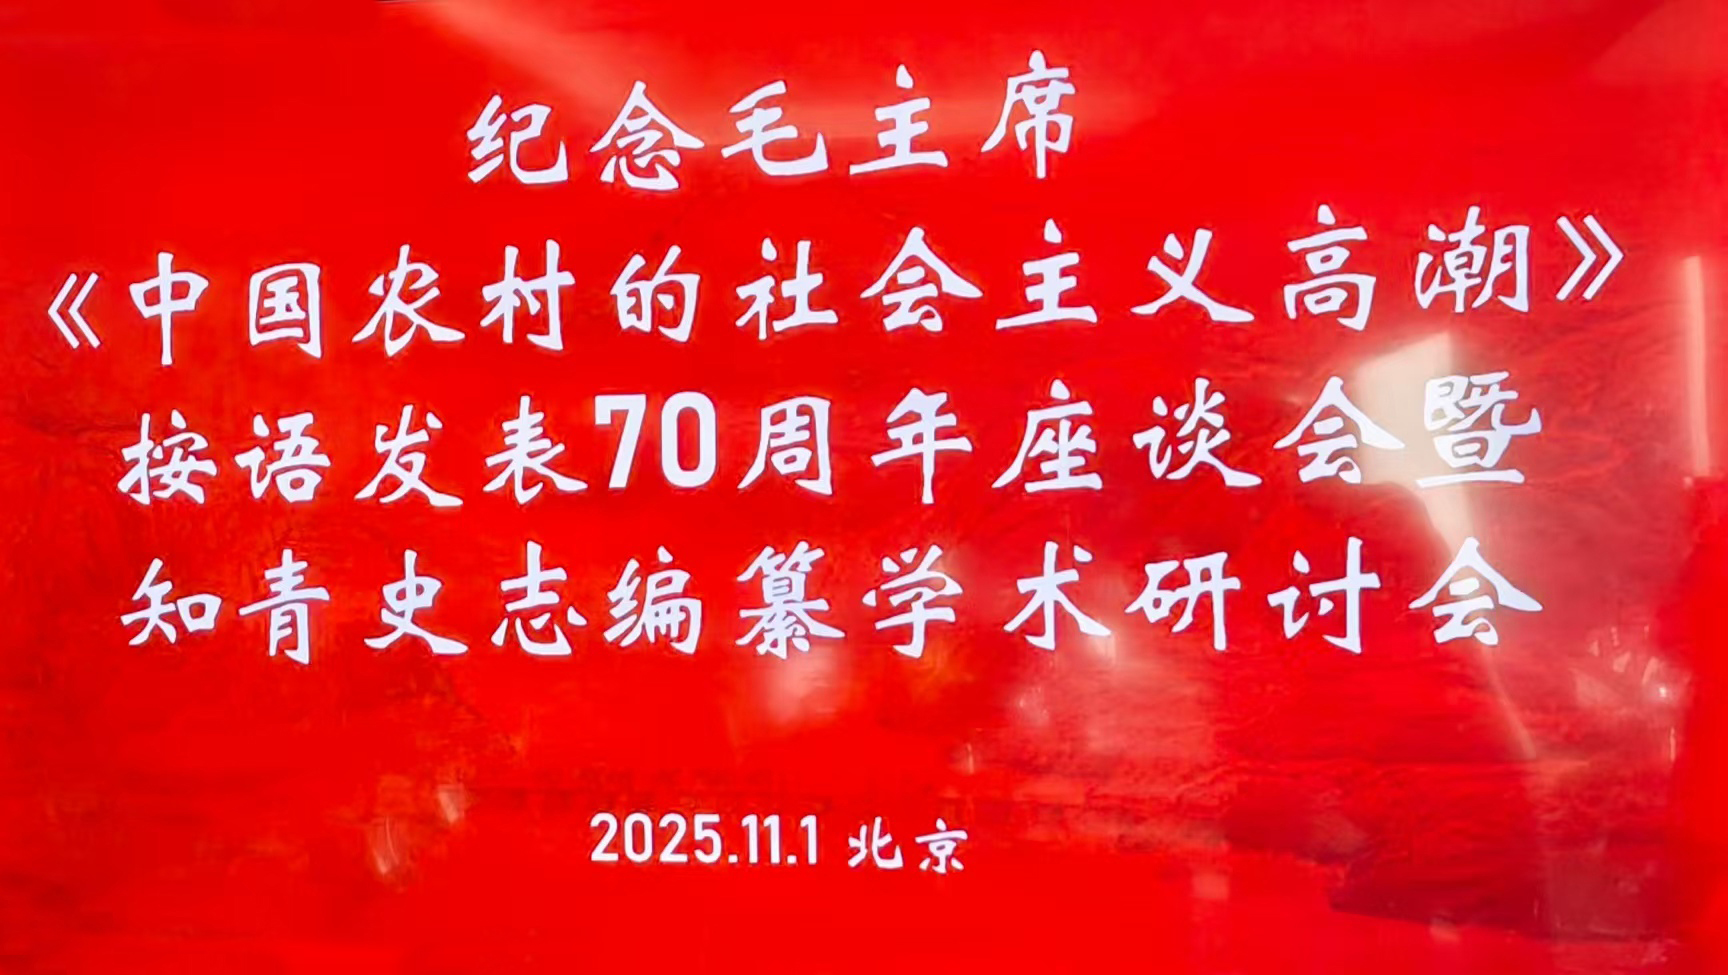 纪念毛主席
《中国农村的社会主义高潮》
按语发表70周年座谈会暨
知青史志编纂学术研讨会
2025.11.1 北京